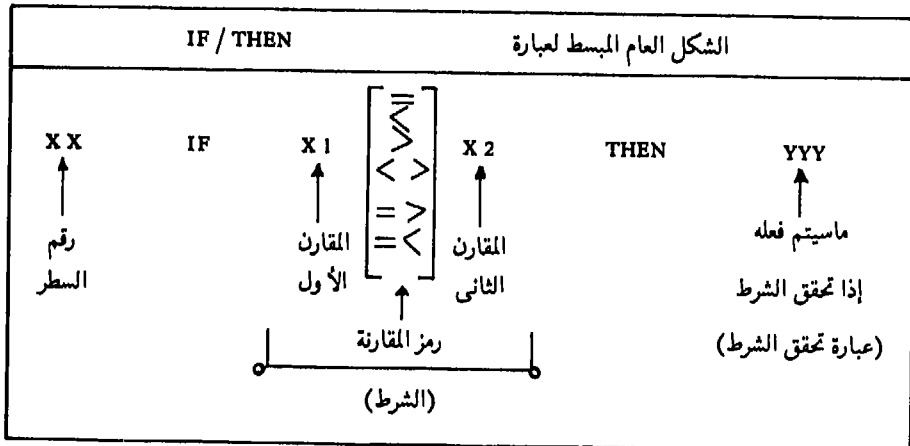 الشكل العام المبسط لعبارة IF / THEN
XX IF X1 X2 THEN YYY
=
<
>
< >
= >
= <
رقم
السطر
المقارن
الأول
المقارن
الثانى
ماسيتم فعله
إذا تحقق الشرط
(عبارة تحقق الشرط)
رمز المقارنة
(الشرط)